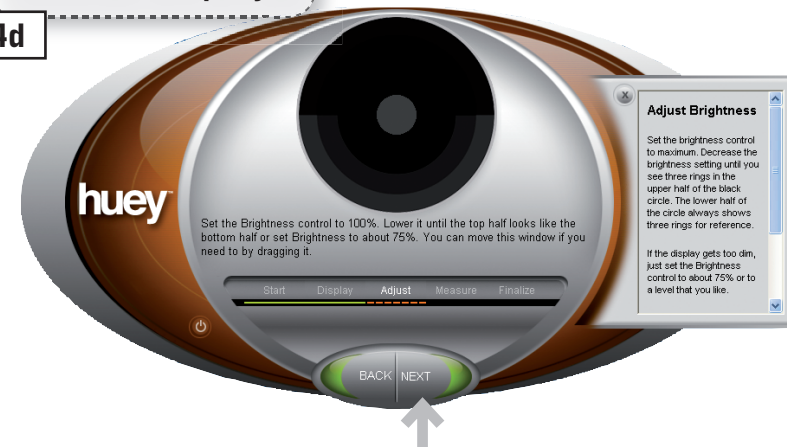 4d
huey™
Set the Brightness control to 100%. Lower it until the top half looks like the
bottom half or set Brightness to about 75%. You can move this window if you
need to by dragging it.
Start Display Adjust Measure Finalize
BACK NEXT
X
Adjust Brightness
Set the brightness control
to maximum. Decrease the
brightness setting until you
see three rings in the
upper half of the black
circle. The lower half of
the circle always shows
three rings for reference.
If the display gets too dim,
just set the Brightness
control to about 75% or to
a level that you like.